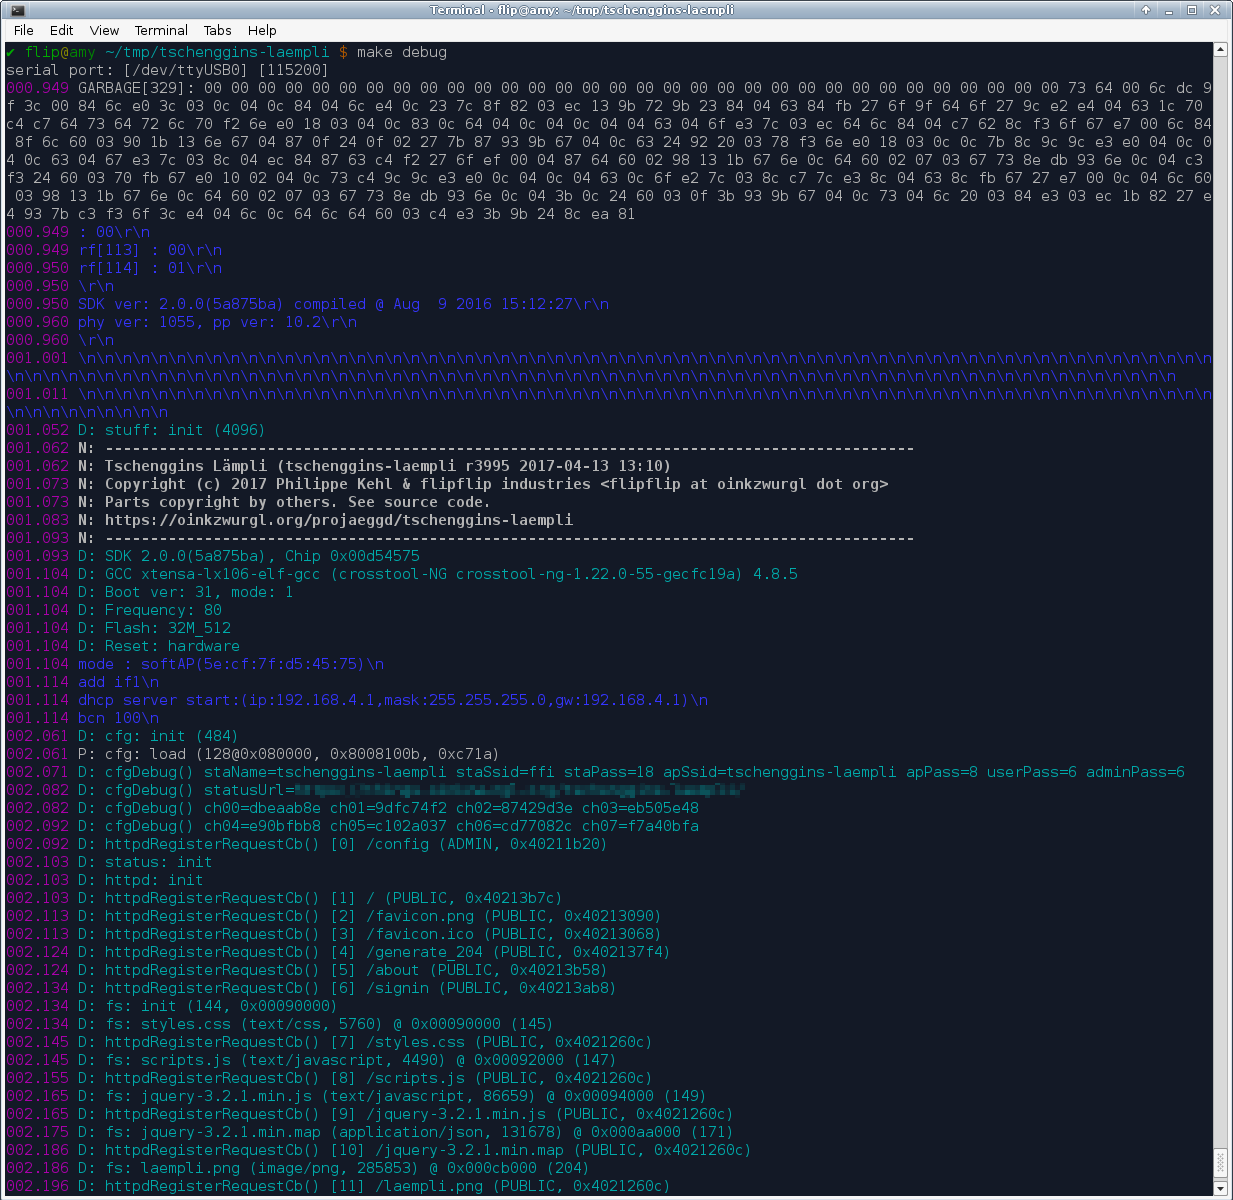 Terminal - flip@amy: ~/tmp/tschenggins-laempli
File Edit View Terminal Tabs Help
✔ flip@amy ~/tmp/tschenggins-laempli $ make debug
serial port: [/dev/ttyUSB0] [115200]
000.949 GARBAGE[329]: 00 00 00 00 00 00 00 00 00 00 00 00 00 00 00 00 00 00 00 00 00 00 00 00 00 00 00 00 00 00 00 00 73 64 00 6c dc 9
f 3c 00 84 6c e0 3c 03 0c 04 0c 84 04 6c e4 0c 23 7c 8f 82 03 ec 13 9b 72 9b 23 84 04 63 84 fb 27 6f 9f 64 6f 27 9c e2 e4 04 63 1c 70
c4 c7 64 73 64 72 6c 70 f2 6e e0 18 03 04 0c 83 0c 64 04 0c 04 0c 04 04 63 04 6f e3 7c 03 ec 64 6c 84 04 c7 62 8c f3 6f 67 e7 00 6c 84
8f 6c 60 03 90 1b 13 6e 67 04 87 0f 24 0f 02 27 7b 87 93 9b 67 04 0c 63 24 92 20 03 78 f3 6e e0 18 03 0c 0c 7b 8c 9c 9c e3 e0 04 0c 0
4 0c 63 04 67 e3 7c 03 8c 04 ec 84 87 63 c4 f2 27 6f ef 00 04 87 64 60 02 98 13 1b 67 6e 0c 64 60 02 07 03 67 73 8e db 93 6e 0c 04 c3
f3 24 60 03 70 fb 67 e0 10 02 04 0c 73 c4 9c 9c e3 e0 0c 04 0c 04 63 0c 6f e2 7c 03 8c c7 7c e3 8c 04 63 8c fb 67 27 e7 00 0c 04 6c 60
03 98 13 1b 67 6e 0c 64 60 02 07 03 67 73 8e db 93 6e 0c 04 3b 0c 24 60 03 0f 3b 93 9b 67 04 0c 73 04 6c 20 03 84 e3 03 ec 1b 82 27 e
4 93 7b c3 f3 6f 3c e4 04 6c 0c 64 6c 64 60 03 c4 e3 3b 9b 24 8c ea 81
000.949 : 00\r\n
000.949 rf[113] : 00\r\n
000.950 rf[114] : 01\r\n
000.950 \r\n
000.950 SDK ver: 2.0.0(5a875ba) compiled @ Aug  9 2016 15:12:27\r\n
000.960 phy ver: 1055, pp ver: 10.2\r\n
000.960 \r\n
001.001 \n\n\n\n\n\n\n\n\n\n\n\n\n\n\n\n\n\n\n\n\n\n\n\n\n\n\n\n\n\n\n\n\n\n\n\n\n\n\n\n\n\n\n\n\n\n\n\n\n\n\n\n\n\n\n\n\n\n\n\n\n\n\n
\n\n\n\n\n\n\n\n\n\n\n\n\n\n\n\n\n\n\n\n\n\n\n\n\n\n\n\n\n\n\n\n\n\n\n\n\n\n\n\n\n\n\n\n\n\n\n\n\n\n\n\n\n\n\n\n\n\n\n\n\n\n\n\n\n
001.011 \n\n\n\n\n\n\n\n\n\n\n\n\n\n\n\n\n\n\n\n\n\n\n\n\n\n\n\n\n\n\n\n\n\n\n\n\n\n\n\n\n\n\n\n\n\n\n\n\n\n\n\n\n\n\n\n\n\n\n\n\n\n\n
\n\n\n\n\n\n\n\n\n
001.052 D: stuff: init (4096)
001.062 N: ------------------------------------------------------------------------------------------
001.062 N: Tschenggins Lämpli (tschenggins-laempli r3995 2017-04-13 13:10)
001.073 N: Copyright (c) 2017 Philippe Kehl & flipflip industries <flipflip at oinkzwurgl dot org>
001.073 N: Parts copyright by others. See source code.
001.083 N: https://oinkzwurgl.org/projaeggd/tschenggins-laempli
001.093 N: ------------------------------------------------------------------------------------------
001.093 D: SDK 2.0.0(5a875ba), Chip 0x00d54575
001.104 D: GCC xtensa-lx106-elf-gcc (crosstool-NG crosstool-ng-1.22.0-55-gecfc19a) 4.8.5
001.104 D: Boot ver: 31, mode: 1
001.104 D: Frequency: 80
001.104 D: Flash: 32M_512
001.104 D: Reset: hardware
001.104 mode : softAP(5e:cf:7f:d5:45:75)\n
001.114 add if1\n
001.114 dhcp server start:(ip:192.168.4.1,mask:255.255.255.0,gw:192.168.4.1)\n
001.114 bcn 100\n
002.061 D: cfg: init (484)
002.061 P: cfg: load (128@0x080000, 0x8008100b, 0xc71a)
002.071 D: cfgDebug() staName=tschenggins-laempli staSsid=ffi staPass=18 apSsid=tschenggins-laempli apPass=8 userPass=6 adminPass=6
002.082 D: cfgDebug() statusUrl=
002.082 D: cfgDebug() ch00=dbeaab8e ch01=9dfc74f2 ch02=87429d3e ch03=eb505e48
002.092 D: cfgDebug() ch04=e90bfbb8 ch05=c102a037 ch06=cd77082c ch07=f7a40bfa
002.092 D: httpdRegisterRequestCb() [0] /config (ADMIN, 0x40211b20)
002.103 D: status: init
002.103 D: httpd: init
002.103 D: httpdRegisterRequestCb() [1] / (PUBLIC, 0x40213b7c)
002.113 D: httpdRegisterRequestCb() [2] /favicon.png (PUBLIC, 0x40213090)
002.113 D: httpdRegisterRequestCb() [3] /favicon.ico (PUBLIC, 0x40213068)
002.124 D: httpdRegisterRequestCb() [4] /generate_204 (PUBLIC, 0x402137f4)
002.124 D: httpdRegisterRequestCb() [5] /about (PUBLIC, 0x40213b58)
002.134 D: httpdRegisterRequestCb() [6] /signin (PUBLIC, 0x40213ab8)
002.134 D: fs: init (144, 0x00090000)
002.134 D: fs: styles.css (text/css, 5760) @ 0x00090000 (145)
002.145 D: httpdRegisterRequestCb() [7] /styles.css (PUBLIC, 0x4021260c)
002.145 D: fs: scripts.js (text/javascript, 4490) @ 0x00092000 (147)
002.155 D: httpdRegisterRequestCb() [8] /scripts.js (PUBLIC, 0x4021260c)
002.165 D: fs: jquery-3.2.1.min.js (text/javascript, 86659) @ 0x00094000 (149)
002.165 D: httpdRegisterRequestCb() [9] /jquery-3.2.1.min.js (PUBLIC, 0x4021260c)
002.175 D: fs: jquery-3.2.1.min.map (application/json, 131678) @ 0x000aa000 (171)
002.186 D: httpdRegisterRequestCb() [10] /jquery-3.2.1.min.map (PUBLIC, 0x4021260c)
002.186 D: fs: laempli.png (image/png, 285853) @ 0x000cb000 (204)
002.196 D: httpdRegisterRequestCb() [11] /laempli.png (PUBLIC, 0x4021260c)